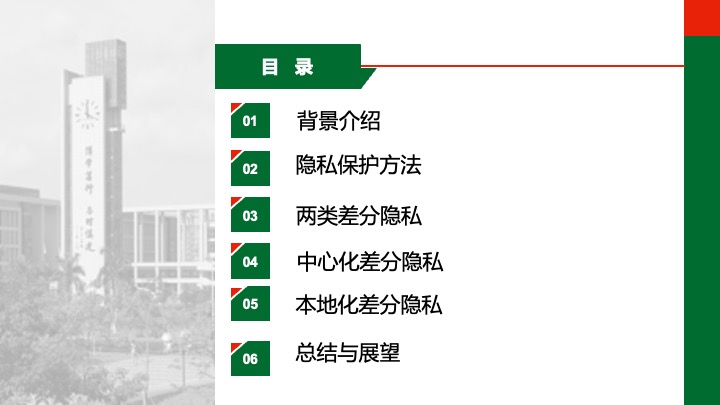 目 录
01 背景介绍
02 隐私保护方法
03 两类差分隐私
04 中心化差分隐私
05 本地化差分隐私
06 总结与展望